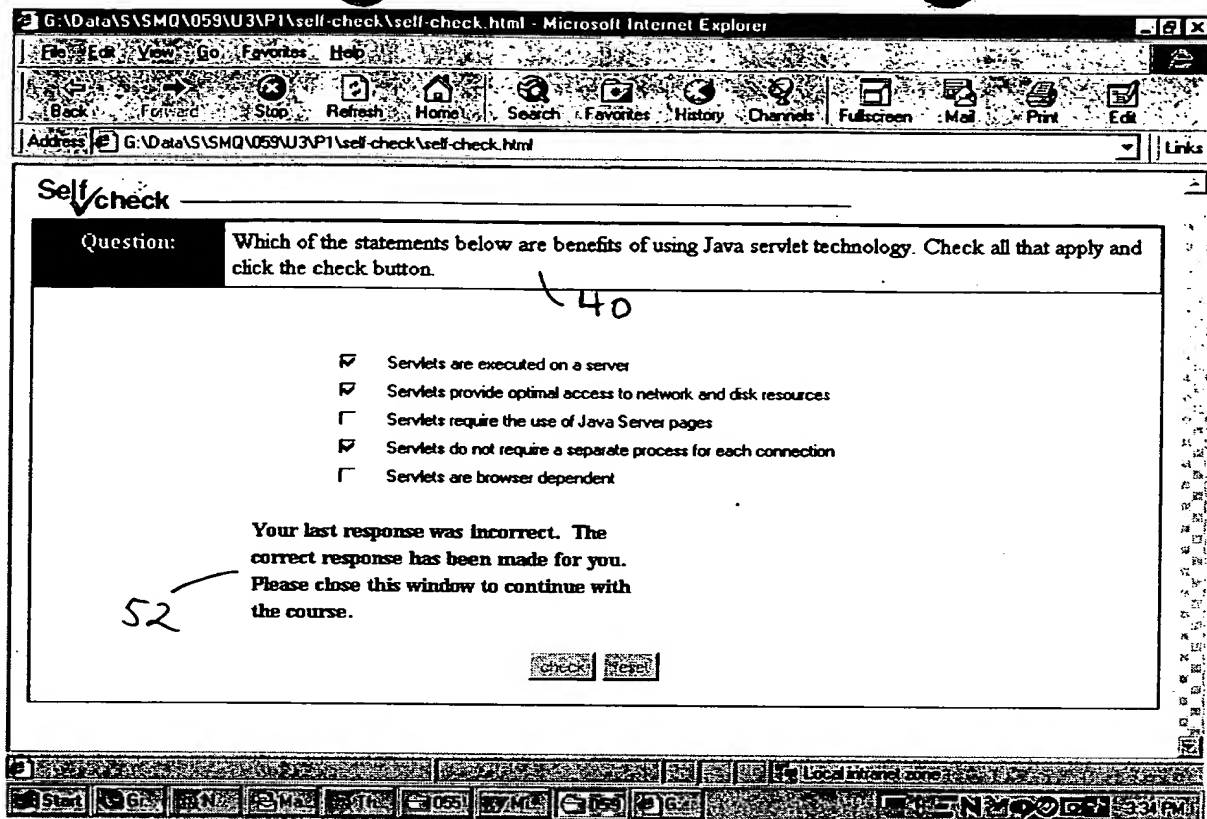 G:\Data\S\SMQ\059\U3\P1\self-check\self-check.html - Microsoft Internet Explorer
File Edit View Go Favorites Help
Back Forward Stop Refresh Home Search Favorites History Channels Fullscreen Mail Print Edit
Address G:\Data\S\SMQ\059\U3\P1\self-check\self-check.html Links
Self check
Question: Which of the statements below are benefits of using Java servlet technology. Check all that apply and
click the check button.
40
Servlets are executed on a server
Servlets provide optimal access to network and disk resources
Servlets require the use of Java Server pages
Servlets do not require a separate process for each connection
Servlets are browser dependent
Your last response was incorrect. The
correct response has been made for you.
Please close this window to continue with
the course.
52
check reset
Local intranet zone
Start 055 059 3:34 PM